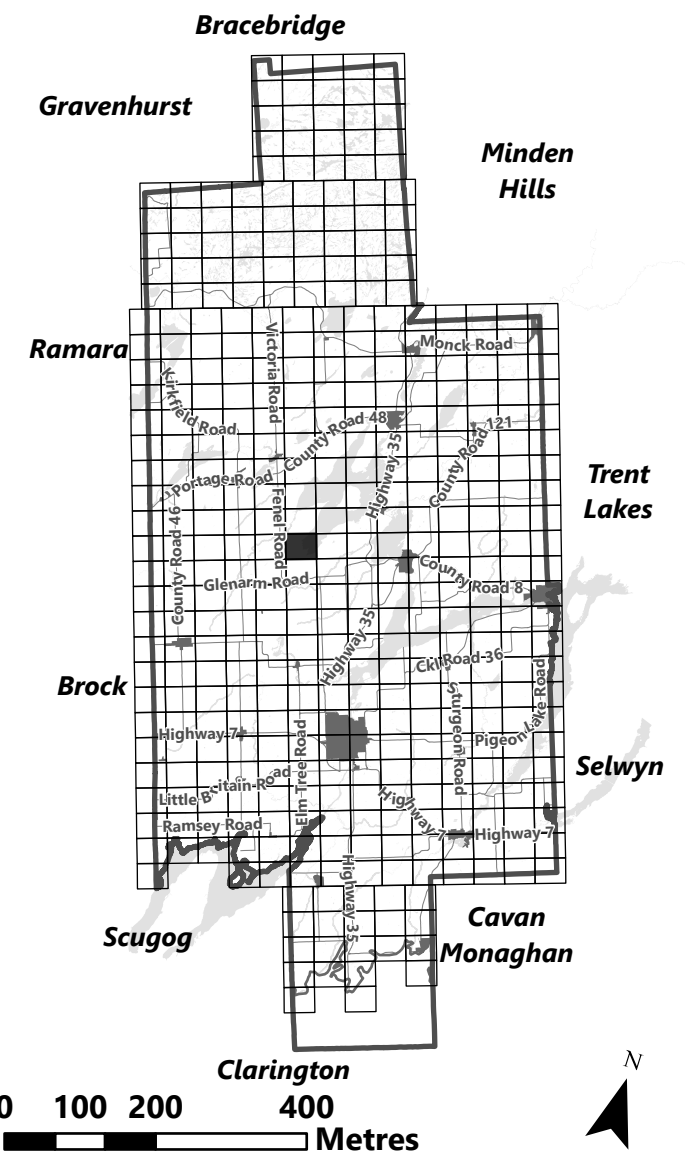 Bracebridge
Gravenhurst
Minden
Hills
Ramara
Monck Road
Victoria Road
Kirkfield Road
County Road 48
County Road 121
Highway 35
Portage Road
Trent
Lakes
Fenel Road
County Road 46
County Road 8
Glenarm Road
Highway 35
Ckl Road 36
Brock
Sturgeon Road
Pigeon Lake Road
Highway 7
Elm Tree Road
Selwyn
Little Britain Road
Highway 7
Ramsey Road
Highway 7
Highway 35
Scugog
Cavan
Monaghan
Clarington
N
0 100 200 400
Metres